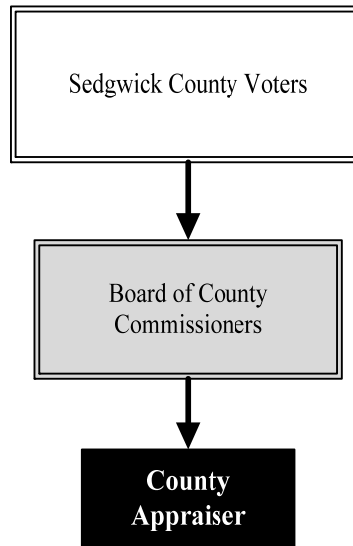 Sedgwick County Voters
Board of County
Commissioners
County
Appraiser